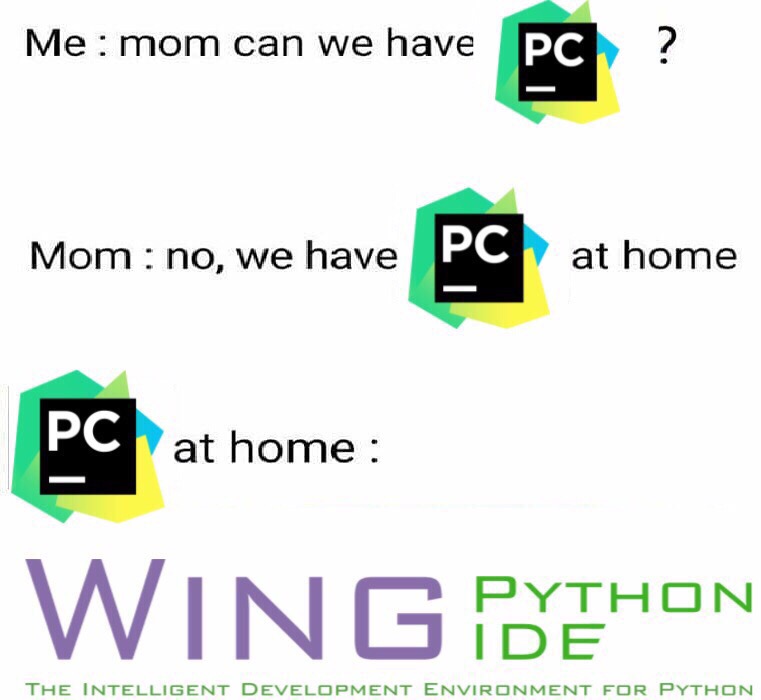 Me : mom can we have PC ?
Mom : no, we have PC at home
PC at home :
WING PYTHON
IDE
THE INTELLIGENT DEVELOPMENT ENVIRONMENT FOR PYTHON